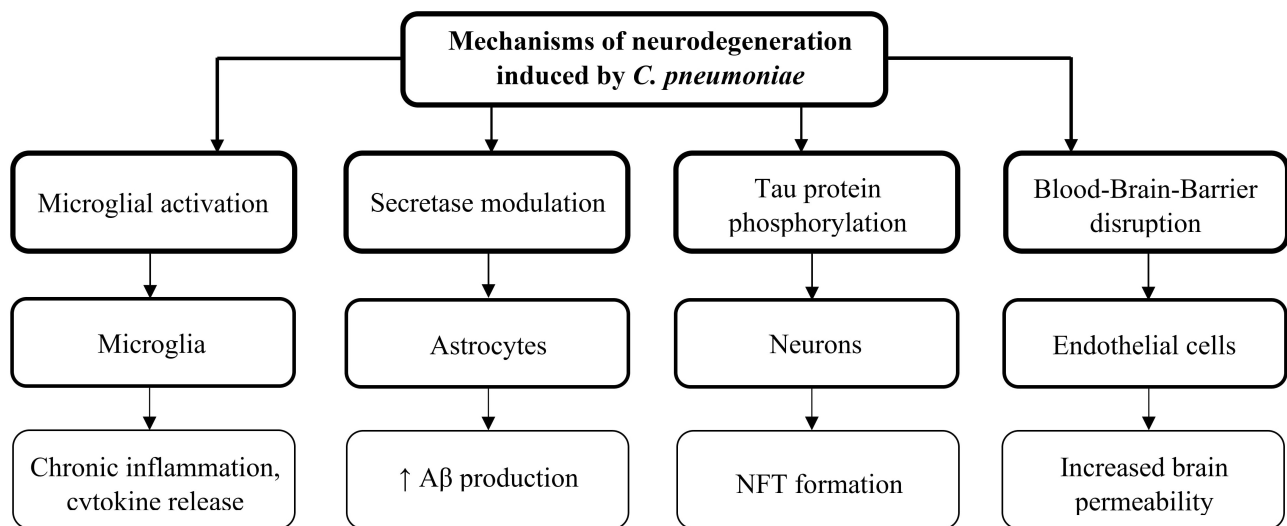 Mechanisms of neurodegeneration
induced by C. pneumoniae
Microglial activation
Secretase modulation
Tau protein
phosphorylation
Blood-Brain-Barrier
disruption
Microglia
Astrocytes
Neurons
Endothelial cells
Chronic inflammation,
cytokine release
↑ Aβ production
NFT formation
Increased brain
permeability